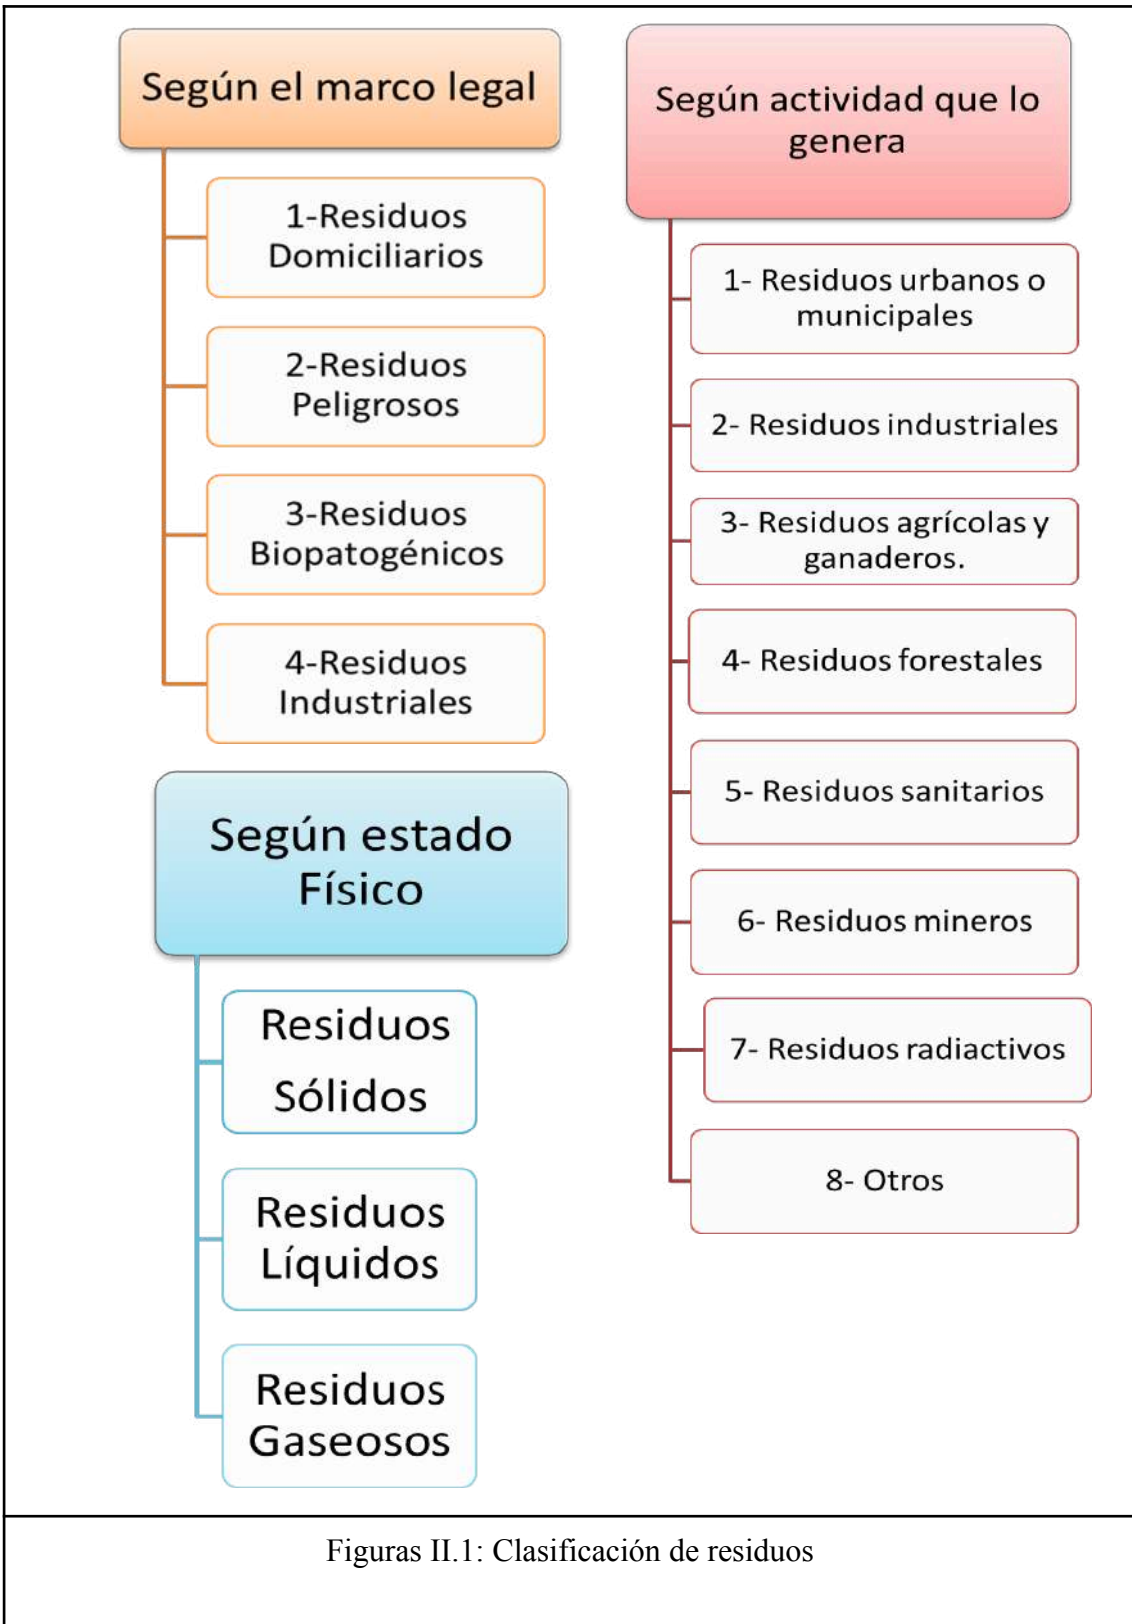 Según el marco legal
1-Residuos
Domiciliarios
2-Residuos
Peligrosos
3-Residuos
Biopatogénicos
4-Residuos
Industriales
Según estado
Físico
Residuos
Sólidos
Residuos
Líquidos
Residuos
Gaseosos
Según actividad que lo
genera
1- Residuos urbanos o
municipales
2- Residuos industriales
3- Residuos agrícolas y
ganaderos.
4- Residuos forestales
5- Residuos sanitarios
6- Residuos mineros
7- Residuos radiactivos
8- Otros
Figuras II.1: Clasificación de residuos